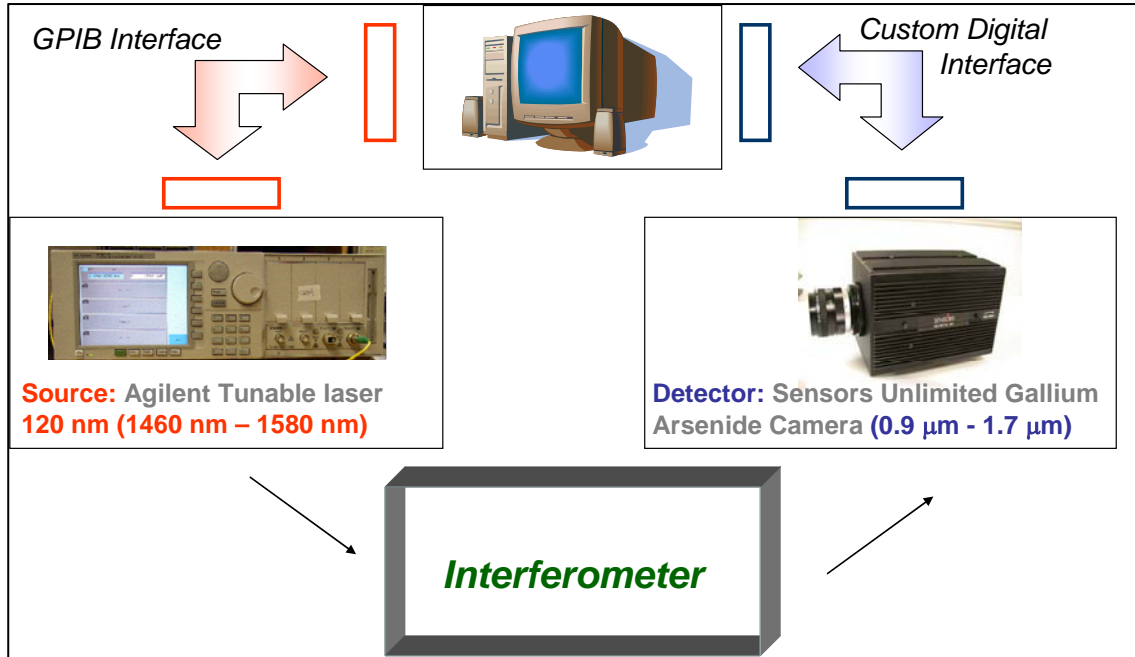 GPIB Interface
Custom Digital
Interface
Source: Agilent Tunable laser
120 nm (1460 nm – 1580 nm)
Detector: Sensors Unlimited Gallium
Arsenide Camera (0.9 μm - 1.7 μm)
Interferometer